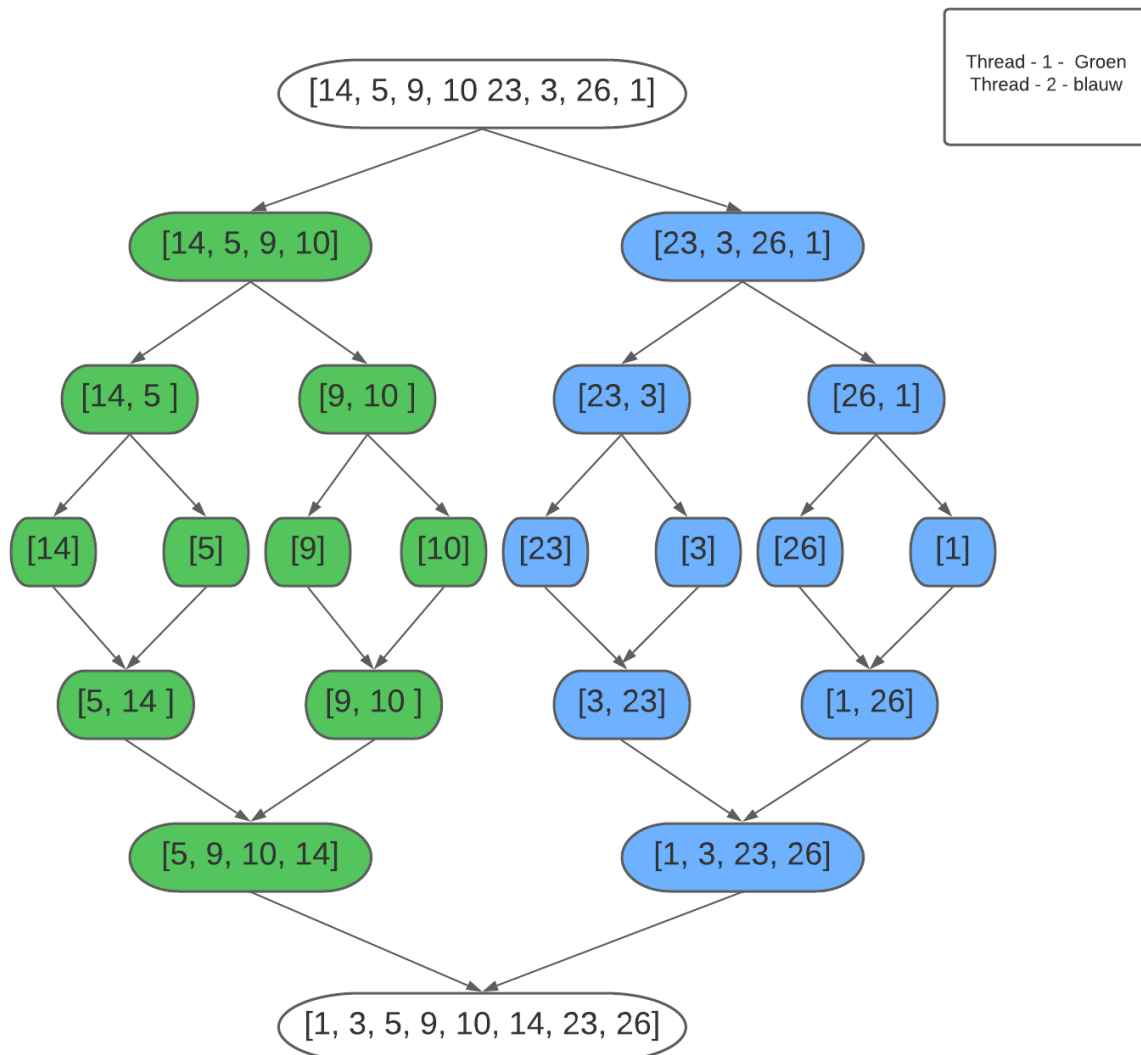 Thread - 1 - Groen
Thread - 2 - blauw
[14, 5, 9, 10 23, 3, 26, 1]
[14, 5, 9, 10]
[23, 3, 26, 1]
[14, 5 ]
[9, 10 ]
[23, 3]
[26, 1]
[14]
[5]
[9]
[10]
[23]
[3]
[26]
[1]
[5, 14 ]
[9, 10 ]
[3, 23]
[1, 26]
[5, 9, 10, 14]
[1, 3, 23, 26]
[1, 3, 5, 9, 10, 14, 23, 26]